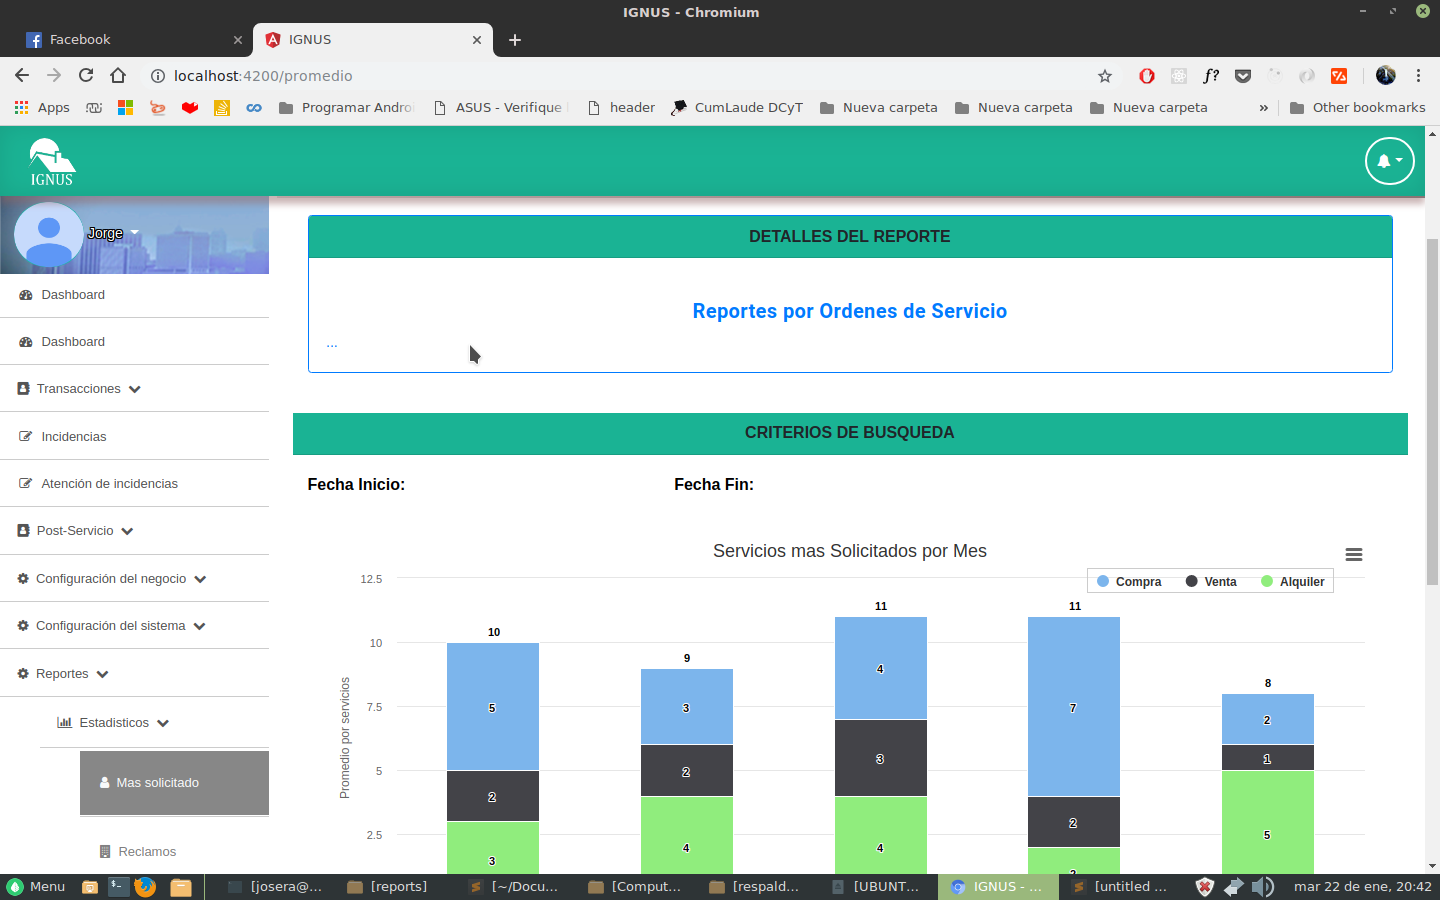 IGNUS - Chromium
Facebook
IGNUS
localhost:4200/promedio
f?
Apps
Programar Androi
ASUS - Verifique
header
CumLaude DCyT
Nueva carpeta
Nueva carpeta
Nueva carpeta
»
Other bookmarks
IGNUS
Jorge
Dashboard
Dashboard
Transacciones
Incidencias
Atención de incidencias
Post-Servicio
Configuración del negocio
Configuración del sistema
Reportes
Estadisticos
Mas solicitado
Reclamos
DETALLES DEL REPORTE
Reportes por Ordenes de Servicio
...
CRITERIOS DE BUSQUEDA
Fecha Inicio: Fecha Fin:
Servicios mas Solicitados por Mes
Compra Venta Alquiler
Promedio por servicios
12.5
10
7.5
5
2.5
10 9 11 11 8
5 3 4 7 2
2 2 3 2 1
3 4 4 2 5
Menu
[josera@...
[reports]
[~/Docu...
[Comput...
[respald...
[UBUNT...
IGNUS - ...
[untitled ...
mar 22 de ene, 20:42